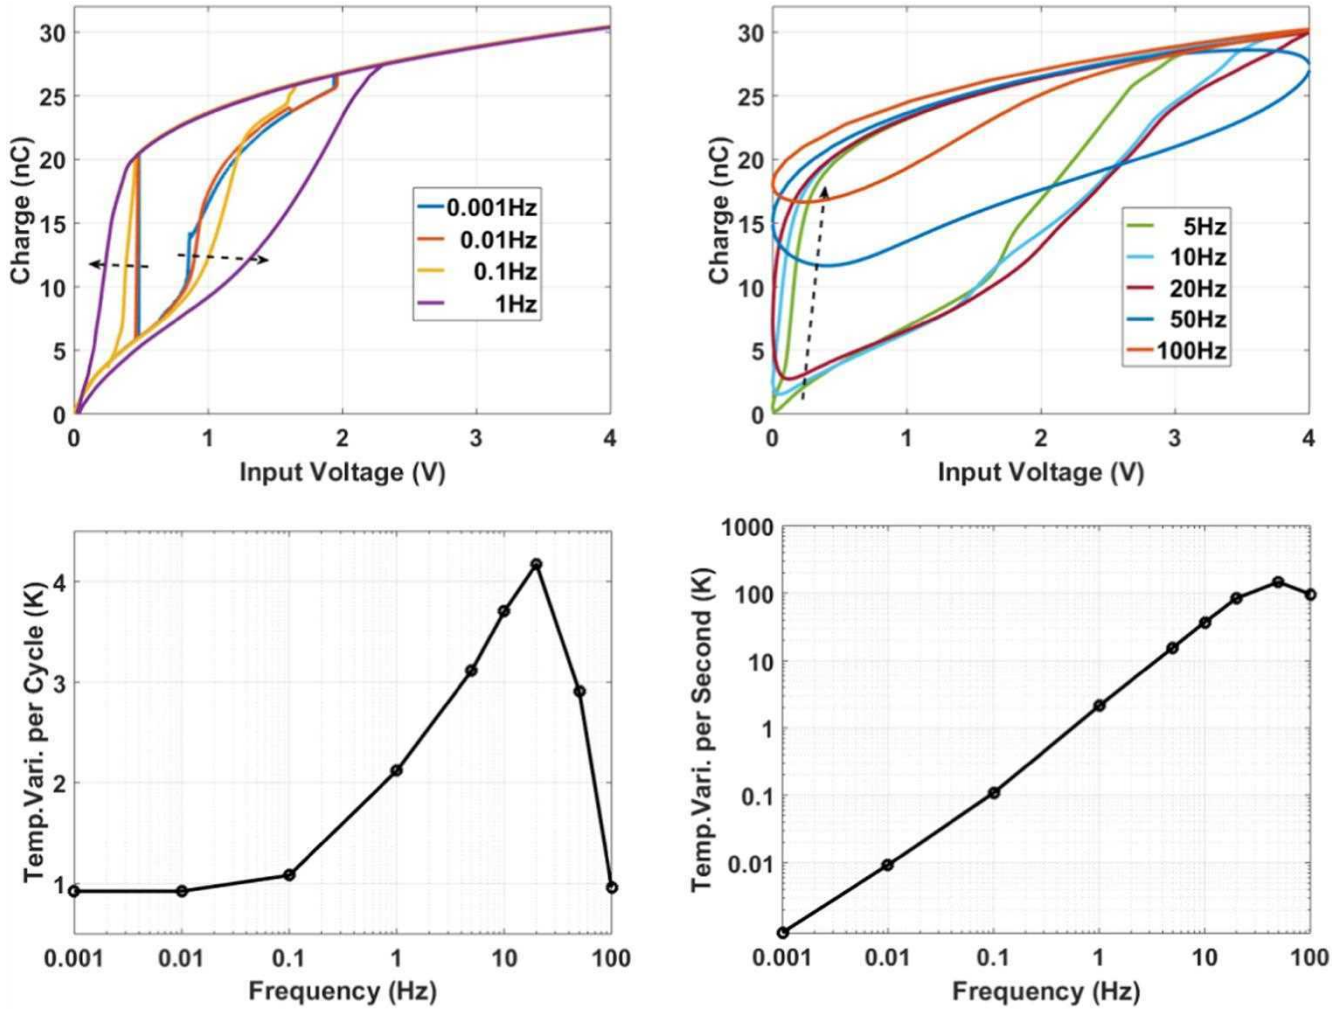 30
25
20
15
10
5
0
Charge (nC)
0.001Hz
0.01Hz
0.1Hz
1Hz
0 1 2 3 4
Input Voltage (V)
30
25
20
15
10
5
0
Charge (nC)
5Hz
10Hz
20Hz
50Hz
100Hz
0 1 2 3 4
Input Voltage (V)
4
3
2
1
Temp.Vari. per Cycle (K)
0.001 0.01 0.1 1 10 100
Frequency (Hz)
1000
100
10
1
0.1
0.01
Temp.Vari. per Second (K)
0.001 0.01 0.1 1 10 100
Frequency (Hz)